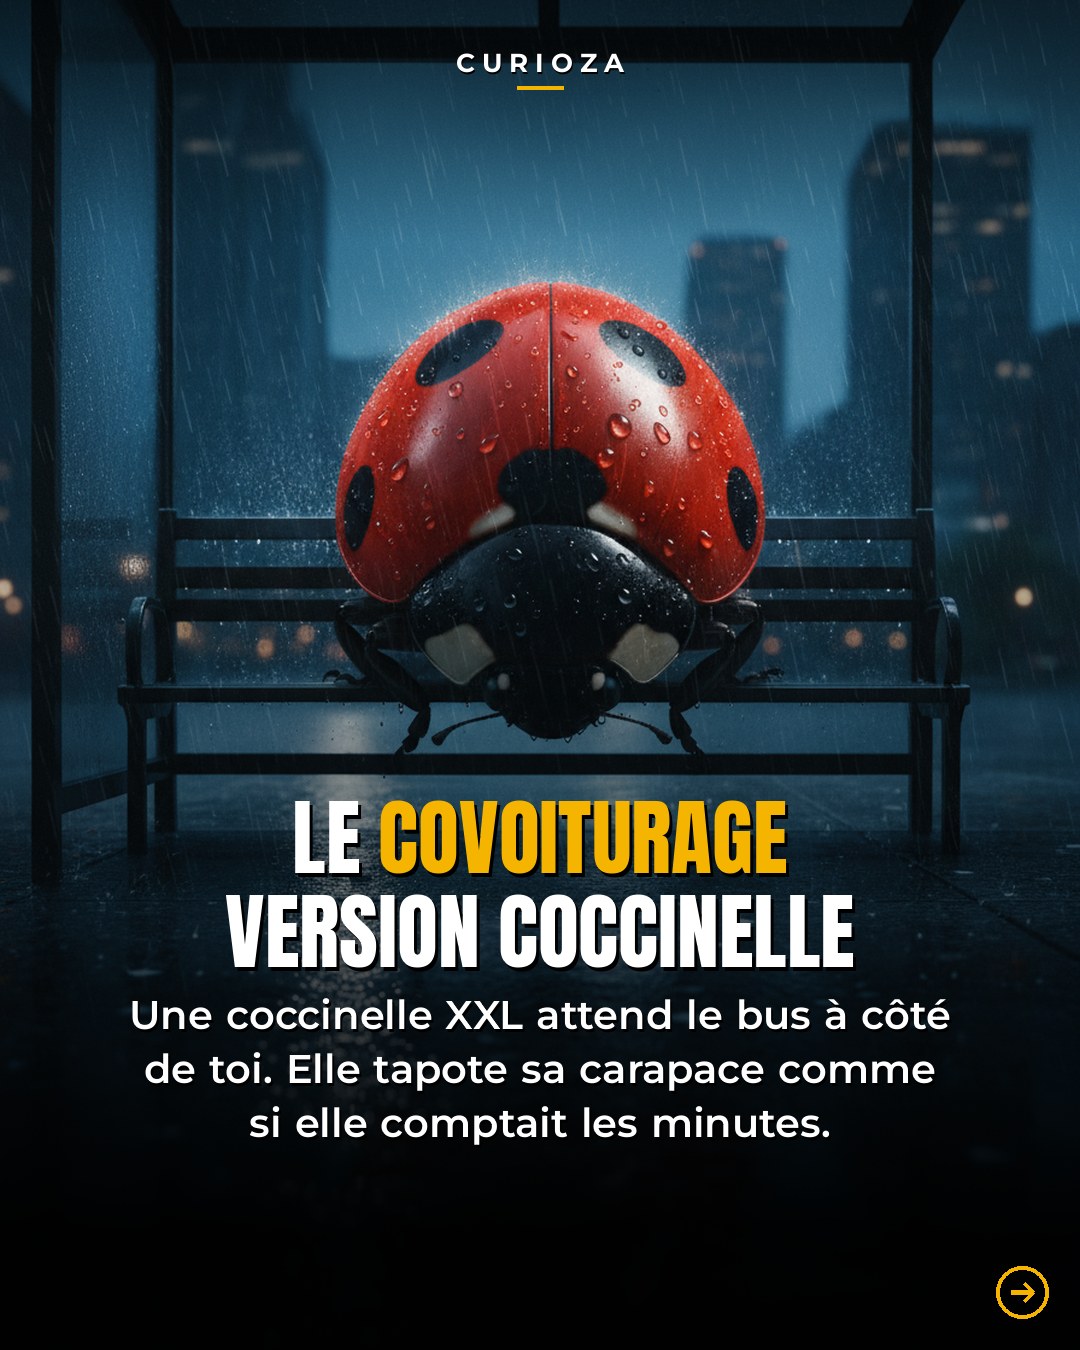 CURIOZA
LE COVOITURAGE
VERSION COCCINELLE
Une coccinelle XXL attend le bus à côté
de toi. Elle tapote sa carapace comme
si elle comptait les minutes.